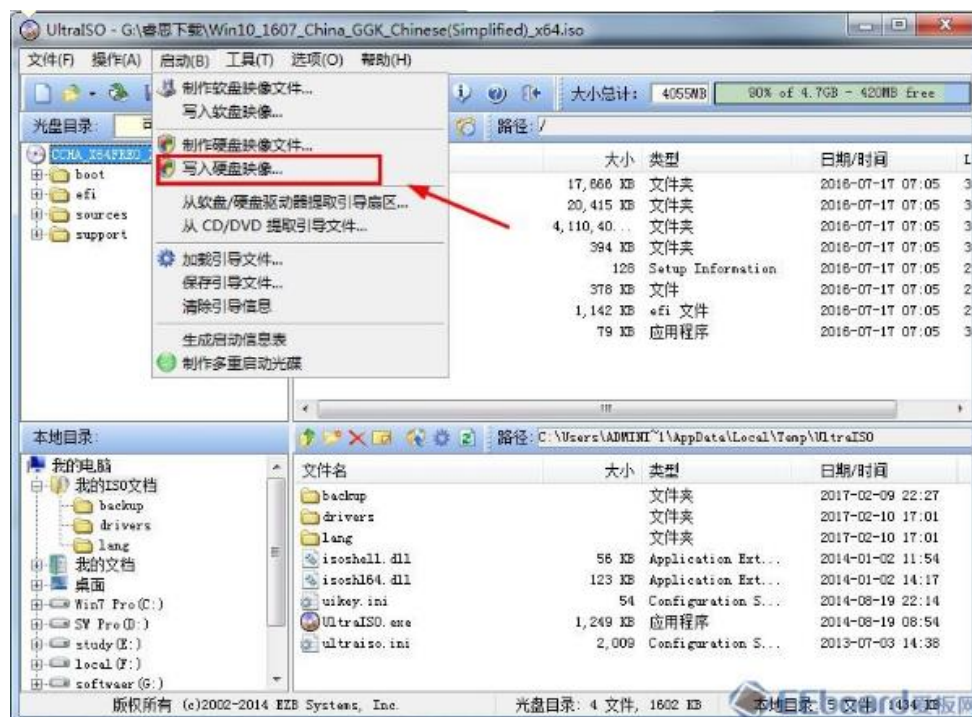 UltraISO - G:\睿思下载\Win10_1607_China_GGK_Chinese(Simplified)_x64.iso
文件(F) 操作(A) 启动(B) 工具(T) 选项(O) 帮助(H)
大小总计: 4055MB 90% of 4.7GB - 420MB free
光盘目录: 可
路径: /
制作软盘映像文件...
写入软盘映像...
制作硬盘映像文件...
写入硬盘映像...
从软盘/硬盘驱动器提取引导扇区...
从 CD/DVD 提取引导文件...
加载引导文件...
保存引导文件...
清除引导信息
生成启动信息表
制作多重启动光碟
boot
efi
sources
support
大小 类型 日期/时间 L
17,666 KB 文件夹 2016-07-17 07:05 3
20,415 KB 文件夹 2016-07-17 07:05 3
4,110,40... 文件夹 2016-07-17 07:05 3
394 KB 文件夹 2016-07-17 07:05 3
128 Setup Information 2016-07-17 07:05 2
378 KB 文件 2016-07-17 07:05 2
1,142 KB efi 文件 2016-07-17 07:05 2
79 KB 应用程序 2016-07-17 07:05 3
本地目录:
路径: C:\Users\ADMINI~1\AppData\Local\Temp\UltraISO
我的电脑
我的ISO文档
backup
drivers
lang
我的文档
桌面
Win7 Pro(C:)
SY Pro(D:)
study(E:)
local(F:)
softwaer(G:)
文件名 大小 类型 日期/时间
backup 文件夹 2017-02-09 22:27
drivers 文件夹 2017-02-10 17:01
lang 文件夹 2017-02-10 17:01
isoshell.dll 56 KB Application Ext... 2014-01-02 11:54
isoshl64.dll 123 KB Application Ext... 2014-01-02 14:17
uikey.ini 54 Configuration S... 2014-08-19 22:14
UltraISO.exe 1,249 KB 应用程序 2014-08-19 08:54
ultraiso.ini 2,009 Configuration S... 2013-07-03 14:38
版权所有 (c)2002-2014 EZB Systems, Inc.
光盘目录: 4 文件, 1602 KB
本地目录: 5 文件, 1434 KB
EEboard 面板网